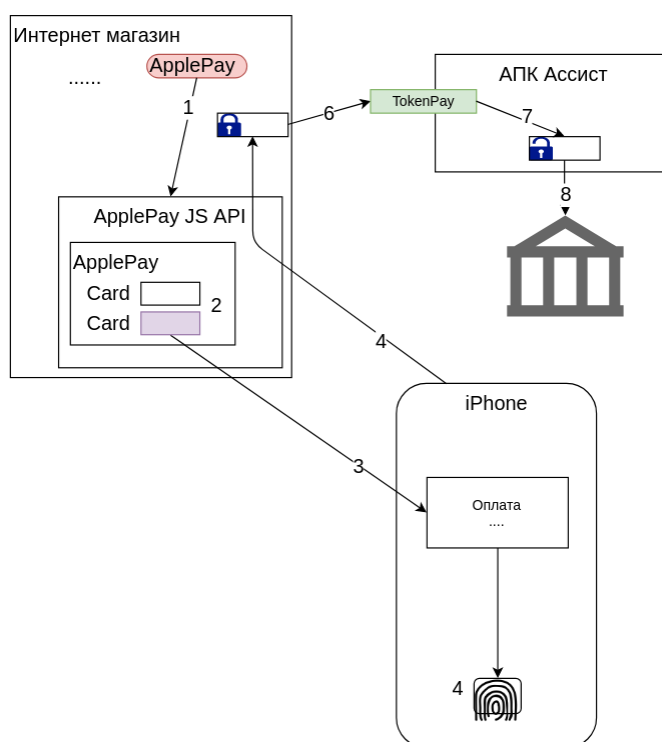 Интернет магазин
......
ApplePay
1
6
TokenPay
АПК Ассист
7
8
ApplePay JS API
ApplePay
Card
2
Card
4
3
iPhone
Оплата
....
4